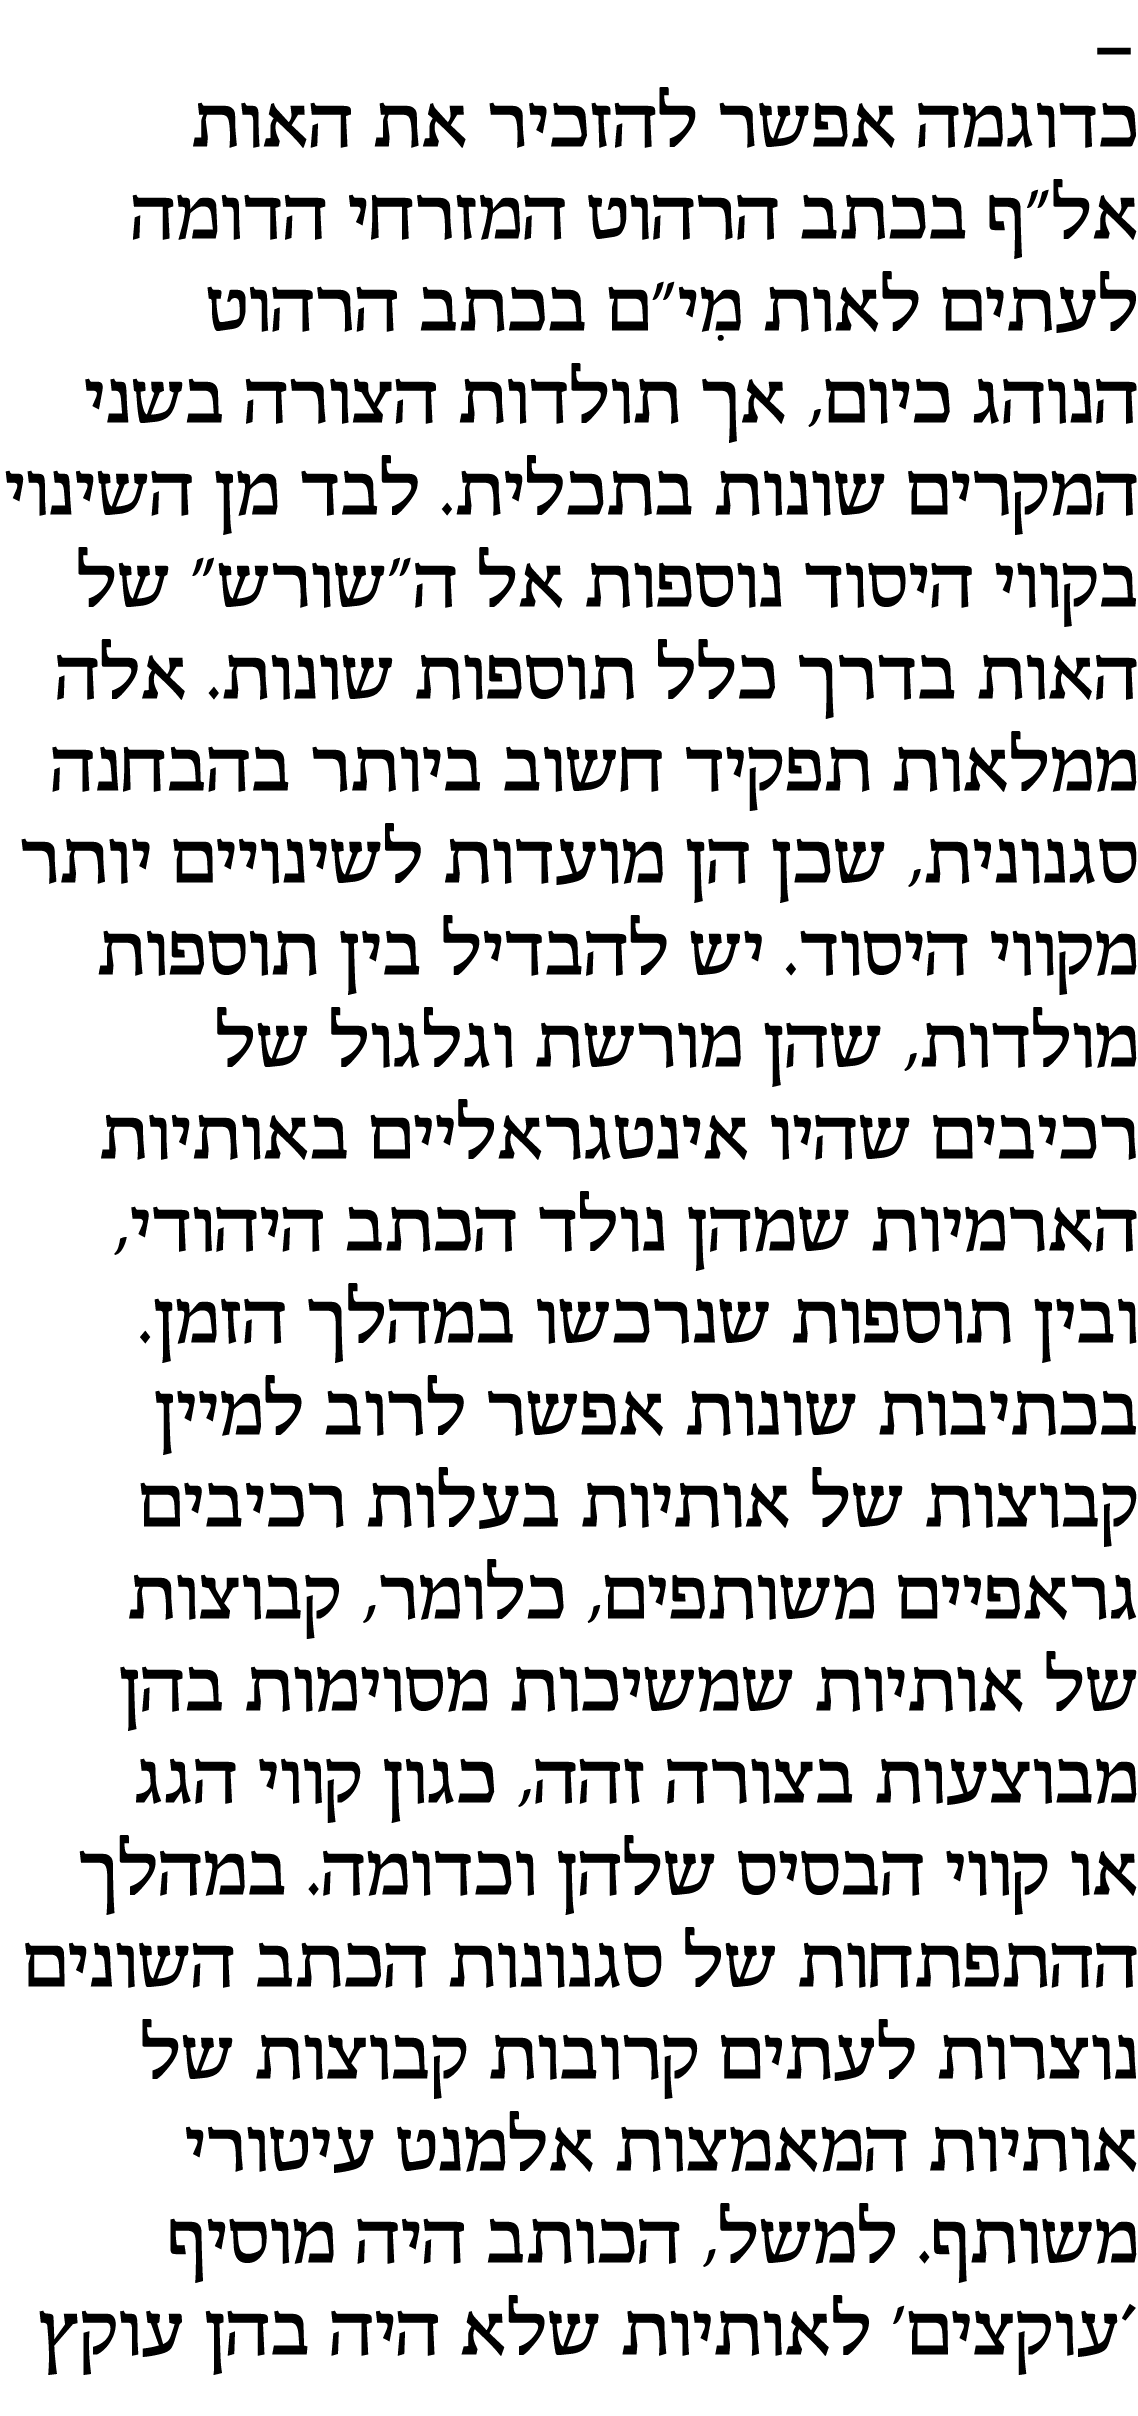 –
כדוגמה אפשר להזכיר את האות
אל״ף בכתב הרהוט המזרחי הדומה
לעתים לאות מִי״ם בכתב הרהוט
הנוהג כיום, אך תולדות הצורה בשני
המקרים שונות בתכלית. לבד מן השינוי
בקווי היסוד נוספות אל ה״שורש״ של
האות בדרך כלל תוספות שונות. אלה
ממלאות תפקיד חשוב ביותר בהבחנה
סגנונית, שכן הן מועדות לשינויים יותר
מקווי היסוד. יש להבדיל בין תוספות
מולדות, שהן מורשת וגלגול של
רכיבים שהיו אינטגראליים באותיות
הארמיות שמהן נולד הכתב היהודי,
ובין תוספות שנרכשו במהלך הזמן.
בכתיבות שונות אפשר לרוב למיין
קבוצות של אותיות בעלות רכיבים
גראפיים משותפים, כלומר, קבוצות
של אותיות שמשיכות מסוימות בהן
מבוצעות בצורה זהה, כגון קווי הגג
או קווי הבסיס שלהן וכדומה. במהלך
ההתפתחות של סגנונות הכתב השונים
נוצרות לעתים קרובות קבוצות של
אותיות המאמצות אלמנט עיטורי
משותף. למשל, הכותב היה מוסיף
׳עוקצים׳ לאותיות שלא היה בהן עוקץ